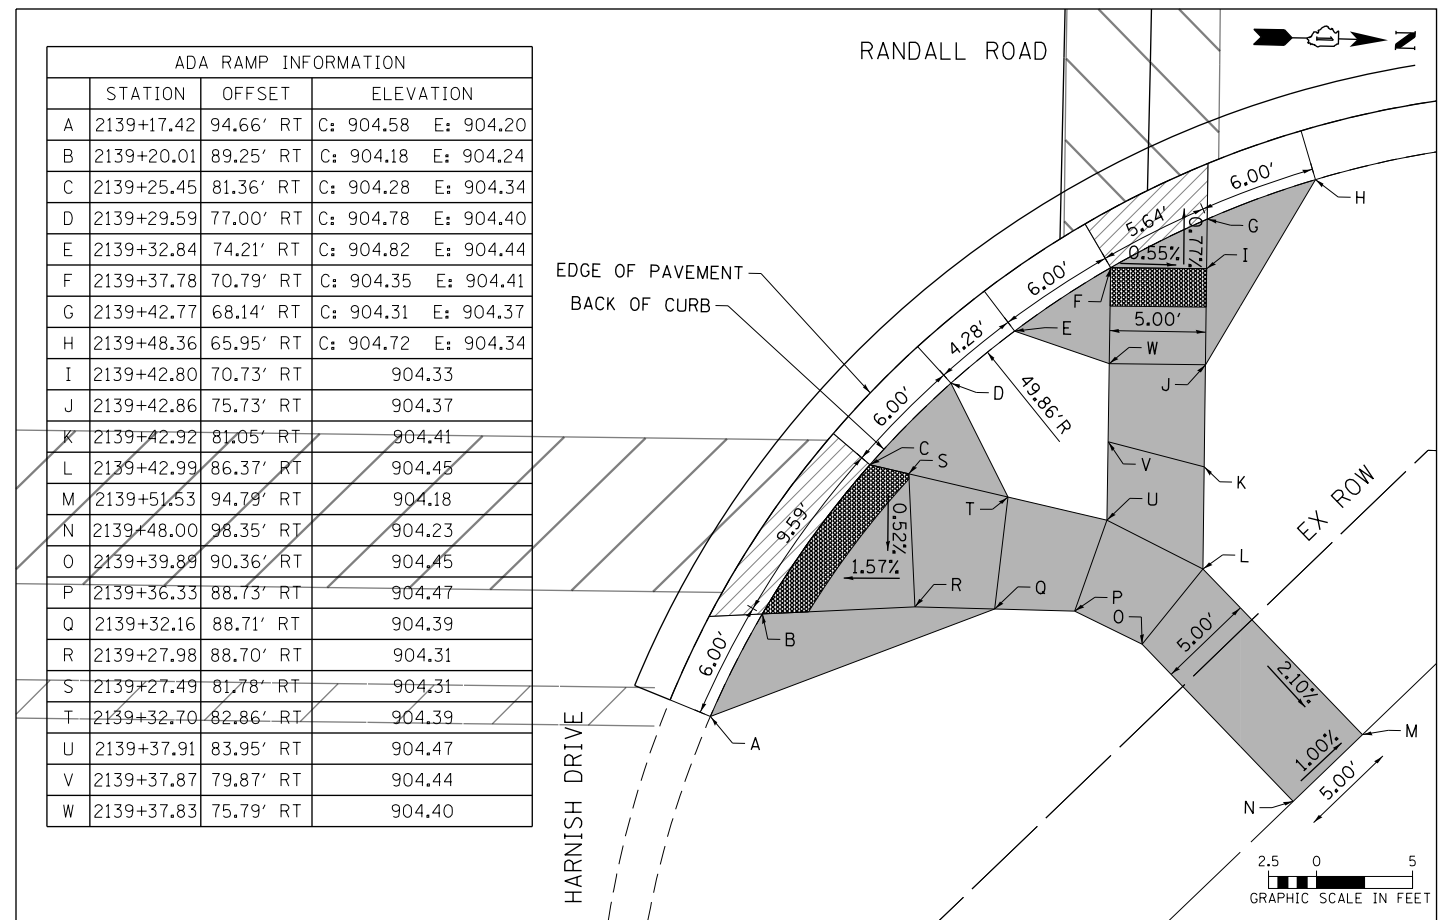 ADA RAMP INFORMATION
STATION OFFSET ELEVATION
A 2139+17.42 94.66' RT C: 904.58 E: 904.20
B 2139+20.01 89.25' RT C: 904.18 E: 904.24
C 2139+25.45 81.36' RT C: 904.28 E: 904.34
D 2139+29.59 77.00' RT C: 904.78 E: 904.40
E 2139+32.84 74.21' RT C: 904.82 E: 904.44
F 2139+37.78 70.79' RT C: 904.35 E: 904.41
G 2139+42.77 68.14' RT C: 904.31 E: 904.37
H 2139+48.36 65.95' RT C: 904.72 E: 904.34
I 2139+42.80 70.73' RT 904.33
J 2139+42.86 75.73' RT 904.37
K 2139+42.92 81.05' RT 904.41
L 2139+42.99 86.37' RT 904.45
M 2139+51.53 94.79' RT 904.18
N 2139+48.00 98.35' RT 904.23
O 2139+39.89 90.36' RT 904.45
P 2139+36.33 88.73' RT 904.47
Q 2139+32.16 88.71' RT 904.39
R 2139+27.98 88.70' RT 904.31
S 2139+27.49 81.78' RT 904.31
T 2139+32.70 82.86' RT 904.39
U 2139+37.91 83.95' RT 904.47
V 2139+37.87 79.87' RT 904.44
W 2139+37.83 75.79' RT 904.40
RANDALL ROAD
N
EDGE OF PAVEMENT
BACK OF CURB
6.00'
H
5.64'
G
0.77%
0.55%
I
6.00'
F
5.00'
E
W
J
4.28'
D
49.86'R
6.00'
C
S
V
K
EX ROW
9.59'
T
U
0.52%
1.57%
L
R
Q
P
O
B
5.00'
6.00'
2.10%
A
M
1.00%
5.00'
N
HARNISH DRIVE
2.5 0 5
GRAPHIC SCALE IN FEET